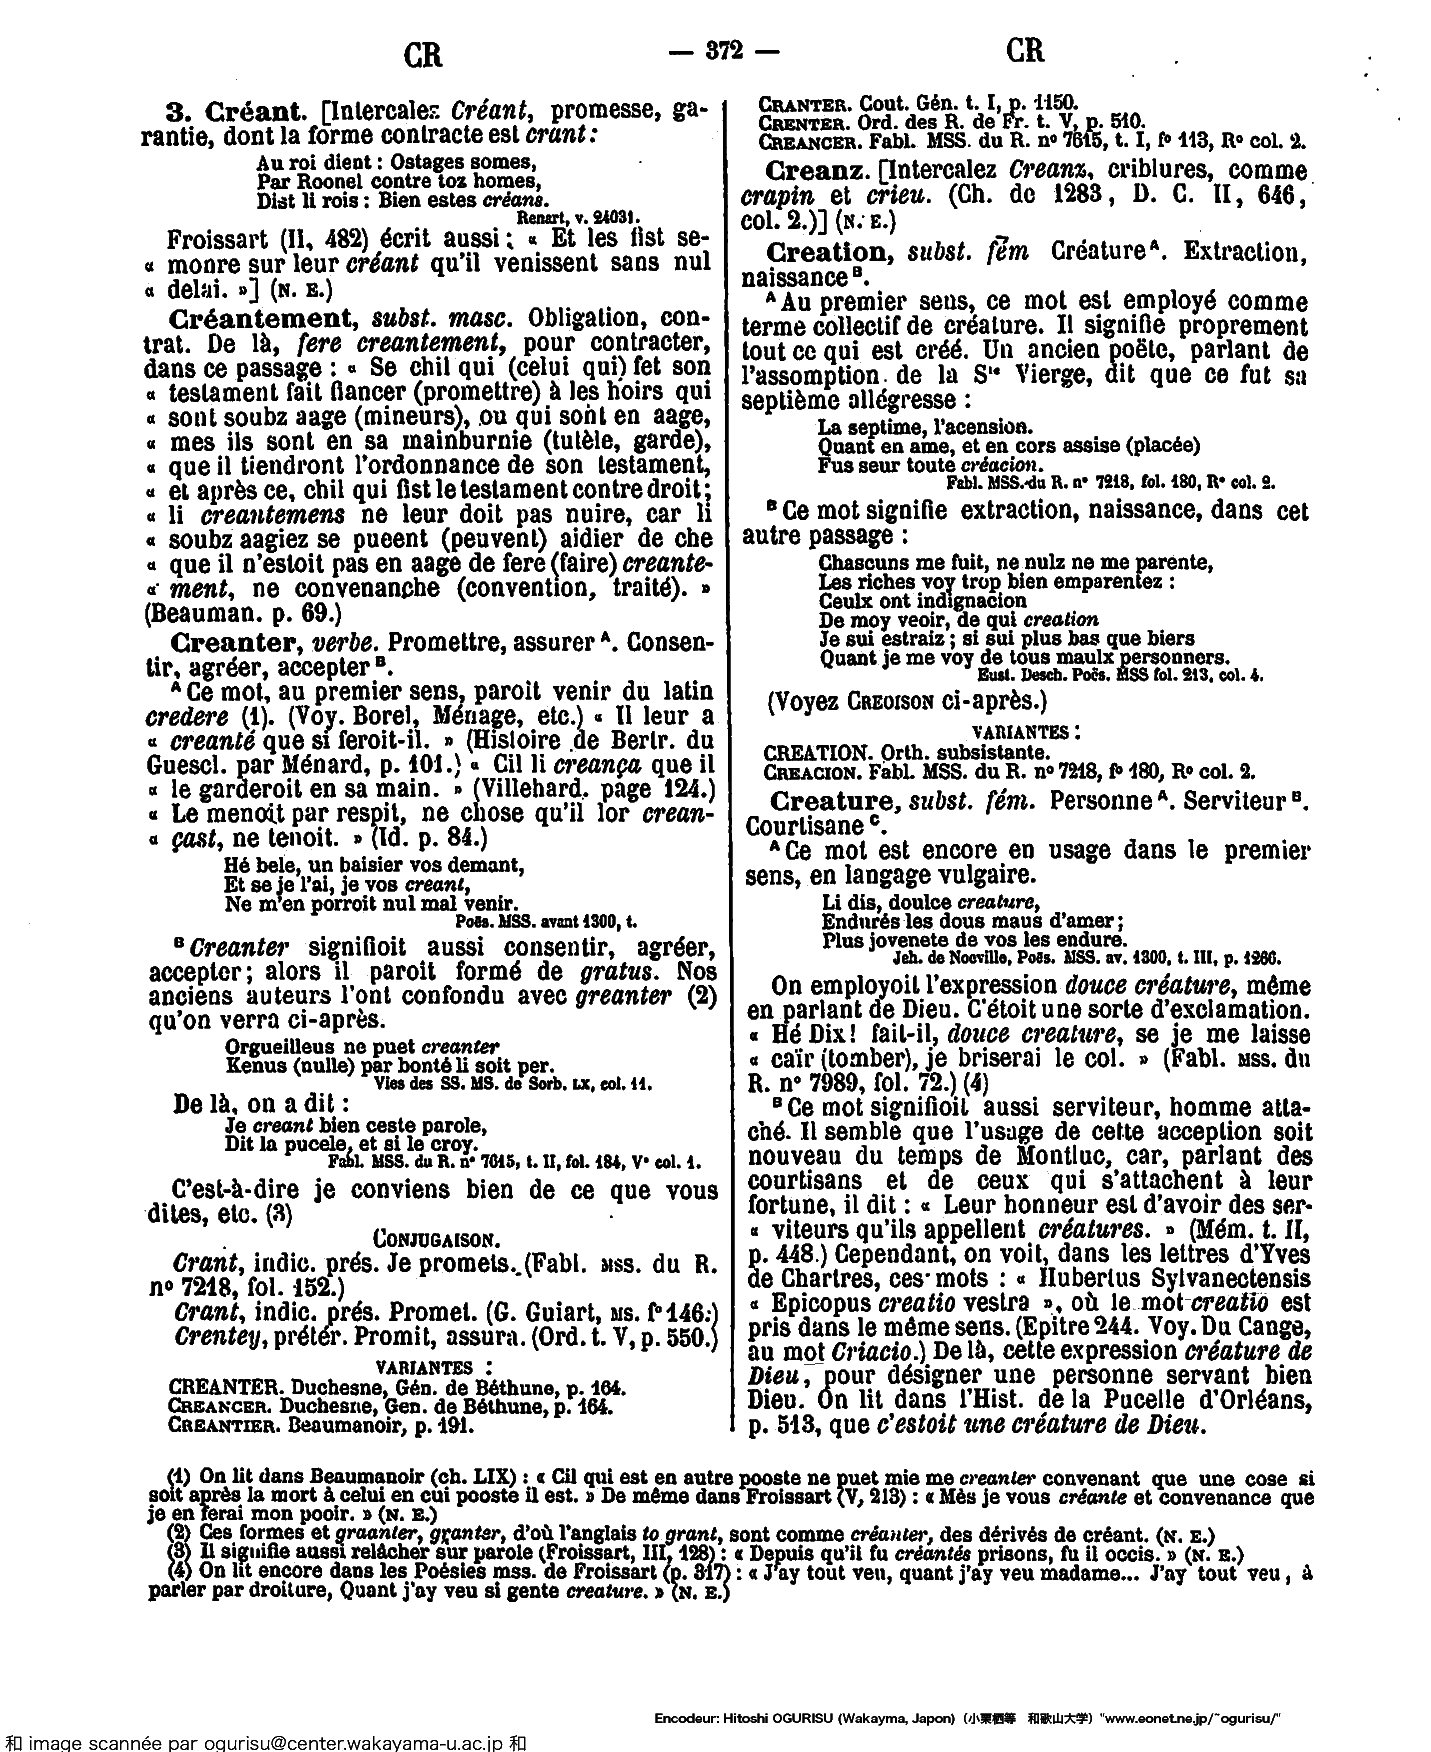 CR
— 372 —
CR
3. Créant. [Intercalez Créant, promesse, ga-
rantie, dont la forme contracte est crant :
Au roi dient : Ostages somes,
Par Roonel contre toz homes,
Dist li rois : Bien estes créans.
Renart, v. 24031.
Froissart (II, 482) écrit aussi : « Et les fist se-
« monre sur leur créant qu'il venissent sans nul
« delai. »] (N. E.)
Créantement, subst. masc. Obligation, con-
trat. De là, fere creantement, pour contracter,
dans ce passage : « Se chil qui (celui qui) fet son
« testament fait fiancer (promettre) à les hoirs qui
« sont soubz aage (mineurs), ou qui sont en aage,
« mes ils sont en sa mainburnie (tutèle, garde),
« que il tiendront l'ordonnance de son testament,
« et après ce, chil qui fist le testament contre droit ;
« li creantemens ne leur doit pas nuire, car li
« soubz aagiez se pueent (peuvent) aidier de che
« que il n'estoit pas en aage de fere (faire) creante-
« ment, ne convenanche (convention, traité). »
(Beauman. p. 69.)
Creanter, verbe. Promettre, assurer A. Consen-
tir, agréer, accepter B.
A Ce mot, au premier sens, paroit venir du latin
credere (1). (Voy. Borel, Ménage, etc.) « Il leur a
« creanté que si feroit-il. » (Histoire de Bertr. du
Guescl. par Ménard, p. 101.) « Cil li creança que il
« le garderoit en sa main. » (Villehard. page 124.)
« Le menoit par respit, ne chose qu'il lor crean-
« çast, ne tenoit. » (Id. p. 84.)
Hé bele, un baisier vos demant,
Et se je l'ai, je vos creant,
Ne m'en porroit nul mal venir.
Poës. MSS. avant 1300, t.
B Creanter signifioit aussi consentir, agréer,
accepter ; alors il paroit formé de gratus. Nos
anciens auteurs l'ont confondu avec greanter (2)
qu'on verra ci-après.
Orgueilleus ne puet creanter
Kenus (nulle) par bonté li soit per.
Vies des SS. MS. de Sorb. LX, col. 11.
De là, on a dit :
Je creant bien ceste parole,
Dit la pucele, et si le croy.
Fabl. MSS. du R. nº 7615, t. II, fol. 184, Vº col. 1.
C'est-à-dire je conviens bien de ce que vous
dites, etc. (3)
CONJUGAISON.
Crant, indic. prés. Je promets. (Fabl. MSS. du R.
nº 7218, fol. 152.)
Crant, indic. prés. Promet. (G. Guiart, MS. fº 146.)
Crentey, préter. Promit, assura. (Ord. t. V, p. 550.)
VARIANTES :
CREANTER. Duchesne, Gén. de Béthune, p. 164.
CREANCER. Duchesne, Gen. de Béthune, p. 164.
CREANTIER. Beaumanoir, p. 191.
CRANTER. Cout. Gén. t. I, p. 1150.
CRENTER. Ord. des R. de Fr. t. V, p. 510.
CREANCER. Fabl. MSS. du R. nº 7615, t. I, fº 113, Rº col. 2.
Creanz. [Intercalez Creanz, criblures, comme
crapin et crieu. (Ch. de 1283, D. C. II, 646,
col. 2.)] (N. E.)
Creation, subst. fém Créature A. Extraction,
naissance B.
A Au premier sens, ce mot est employé comme
terme collectif de créature. Il signifie proprement
tout ce qui est créé. Un ancien poëte, parlant de
l'assomption de la Ste Vierge, dit que ce fut sa
septième allégresse :
La septime, l'acension.
Quant en ame, et en cors assise (placée)
Fus seur toute créacion.
Fabl. MSS. du R. nº 7218, fol. 180, Rº col. 2.
B Ce mot signifie extraction, naissance, dans cet
autre passage :
Chascuns me fuit, ne nulz ne me parente,
Les riches voy trop bien emparentez :
Ceulx ont indignacion
De moy veoir, de qui creation
Je sui estraiz ; si sui plus bas que biers
Quant je me voy de tous maulx personners.
Eust. Desch. Poës. MSS fol. 213, col. 4.
(Voyez CREOISON ci-après.)
VARIANTES :
CREATION. Orth. subsistante.
CREACION. Fabl. MSS. du R. nº 7218, fº 180, Rº col. 2.
Creature, subst. fém. Personne A. Serviteur B.
Courtisane C.
A Ce mot est encore en usage dans le premier
sens, en langage vulgaire.
Li dis, doulce creature,
Endurés les dous maus d'amer ;
Plus jovenete de vos les endure.
Jeh. de Nocville, Poës. MSS. av. 1300, t. III, p. 1260.
On employoit l'expression douce créature, même
en parlant de Dieu. C'étoit une sorte d'exclamation.
« Hé Dix ! fait-il, douce creature, se je me laisse
« caïr (tomber), je briserai le col. » (Fabl. MSS. du
R. nº 7989, fol. 72.) (4)
B Ce mot signifioit aussi serviteur, homme atta-
ché. Il semble que l'usage de cette acception soit
nouveau du temps de Montluc, car, parlant des
courtisans et de ceux qui s'attachent à leur
fortune, il dit : « Leur honneur est d'avoir des ser-
« viteurs qu'ils appellent créatures. » (Mém. t. II,
p. 448.) Cependant, on voit, dans les lettres d'Yves
de Chartres, ces mots : « Hubertus Sylvanectensis
« Epicopus creatio vestra », où le mot creatio est
pris dans le même sens. (Epitre 244. Voy. Du Cange,
au mot Criacio.) De là, cette expression créature de
Dieu, pour désigner une personne servant bien
Dieu. On lit dans l'Hist. de la Pucelle d'Orléans,
p. 513, que c'estoit une créature de Dieu.
(1) On lit dans Beaumanoir (ch. LIX) : « Cil qui est en autre pooste ne puet mie me creanter convenant que une cose si
soit après la mort à celui en cui pooste il est. » De même dans Froissart (V, 213) : « Mès je vous créante et convenance que
je en ferai mon pooir. » (N. E.)
(2) Ces formes et graanter, granter, d'où l'anglais to grant, sont comme créanter, des dérivés de créant. (N. E.)
(3) Il signifie aussi relâcher sur parole (Froissart, III, 128) : « Depuis qu'il fu créantés prisons, fu il occis. » (N. E.)
(4) On lit encore dans les Poésies mss. de Froissart (p. 317) : « J'ay tout veu, quant j'ay veu madame... J'ay tout veu, à
parler par droiture, Quant j'ay veu si gente creature. » (N. E.)
Encodeur: Hitoshi OGURISU (Wakayma, Japon) (小栗栖等 和歌山大学) "www.eonet.ne.jp/~ogurisu/"
和 image scannée par ogurisu@center.wakayama-u.ac.jp 和